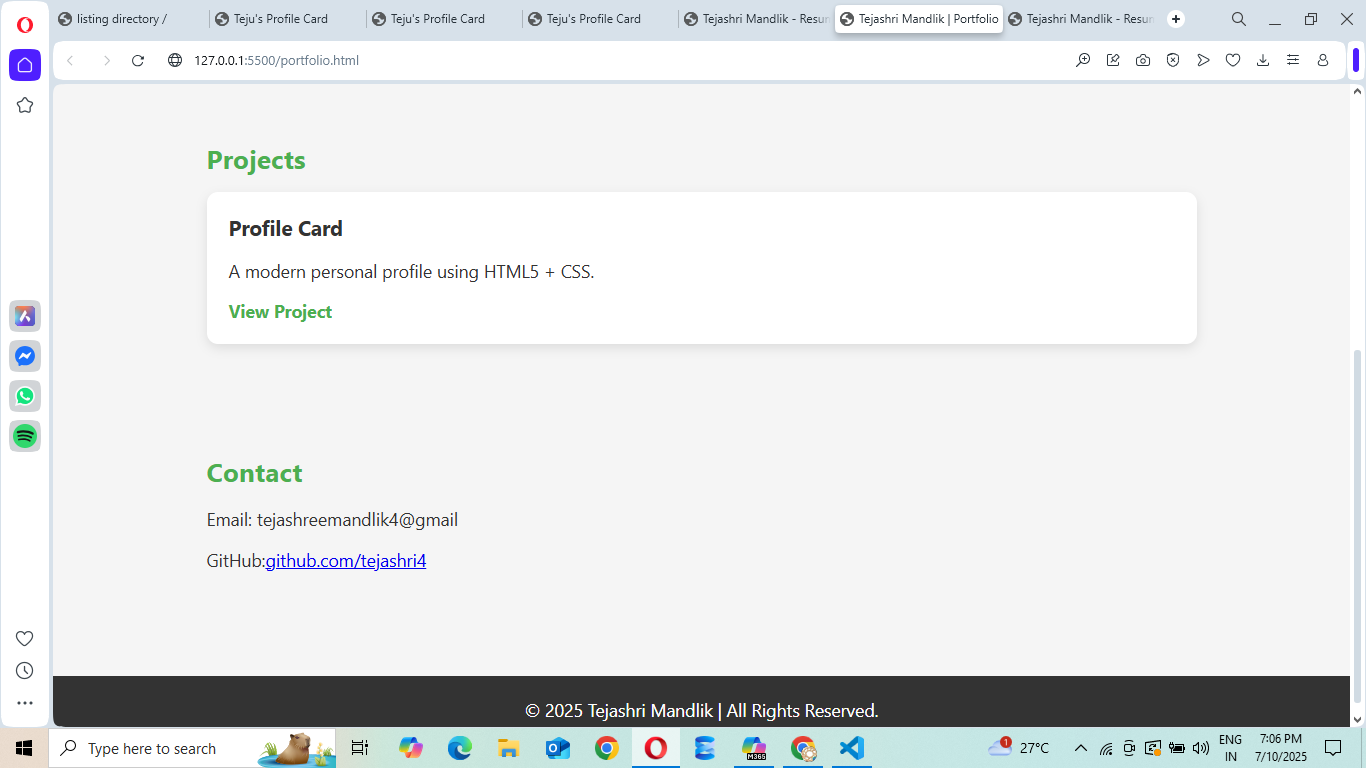 listing directory /
Teju's Profile Card
Teju's Profile Card
Teju's Profile Card
Tejashri Mandlik - Resum
Tejashri Mandlik | Portfolio
Tejashri Mandlik - Resum
127.0.0.1:5500/portfolio.html
Projects
Profile Card
A modern personal profile using HTML5 + CSS.
View Project
Contact
Email: tejashreemandlik4@gmail
GitHub:github.com/tejashri4
© 2025 Tejashri Mandlik | All Rights Reserved.
Type here to search
M365
1
27°C
ENG
IN
7:06 PM
7/10/2025